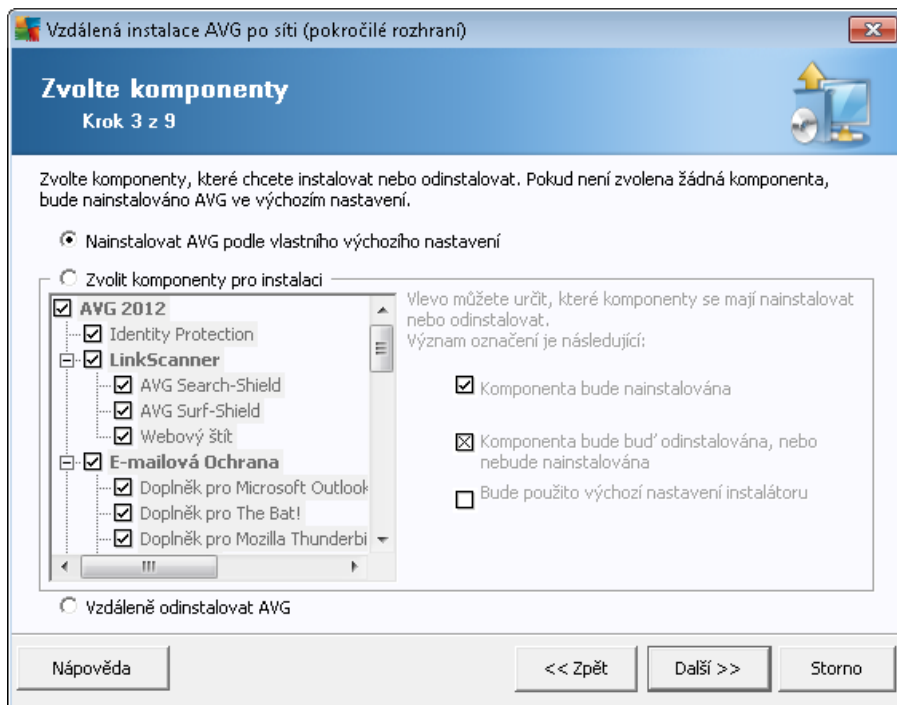 Vzdálená instalace AVG po síti (pokročilé rozhraní)
Zvolte komponenty
Krok 3 z 9
Zvolte komponenty, které chcete instalovat nebo odinstalovat. Pokud není zvolena žádná komponenta,
bude nainstalováno AVG ve výchozím nastavení.
Nainstalovat AVG podle vlastního výchozího nastavení
Zvolit komponenty pro instalaci
AVG 2012
Identity Protection
LinkScanner
AVG Search-Shield
AVG Surf-Shield
Webový štít
E-mailová Ochrana
Doplněk pro Microsoft Outlook
Doplněk pro The Bat!
Doplněk pro Mozilla Thunderbi
Vlevo můžete určit, které komponenty se mají nainstalovat
nebo odinstalovat.
Význam označení je následující:
Komponenta bude nainstalována
Komponenta bude buď odinstalována, nebo
nebude nainstalována
Bude použito výchozí nastavení instalátoru
Vzdáleně odinstalovat AVG
Nápověda
<< Zpět
Další >>
Storno